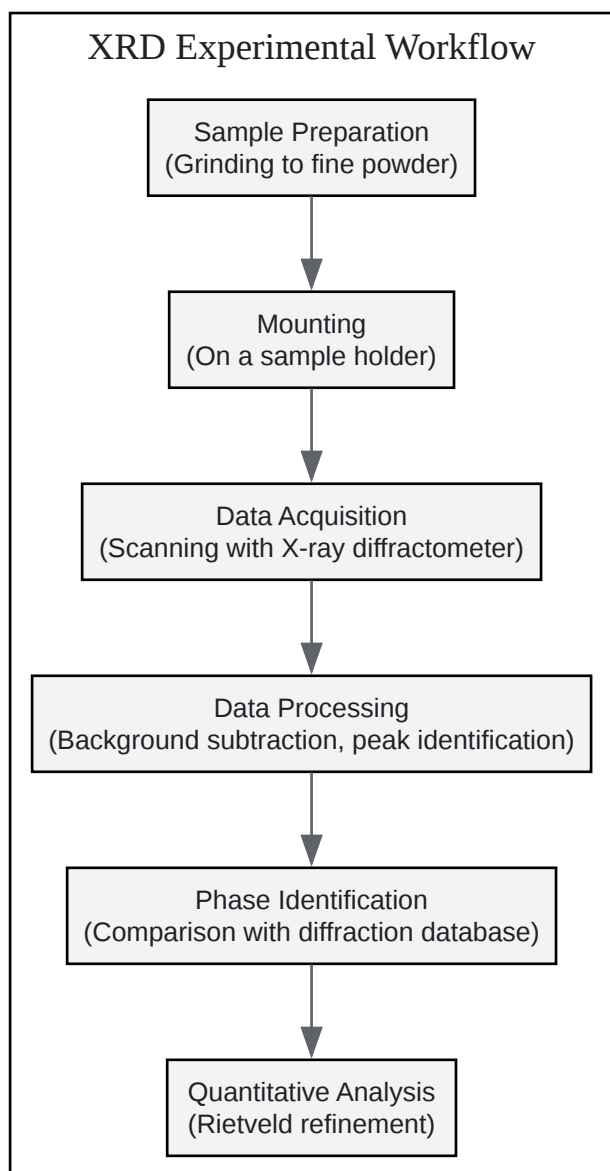 XRD Experimental Workflow
Sample Preparation
(Grinding to fine powder)
Mounting
(On a sample holder)
Data Acquisition
(Scanning with X-ray diffractometer)
Data Processing
(Background subtraction, peak identification)
Phase Identification
(Comparison with diffraction database)
Quantitative Analysis
(Rietveld refinement)